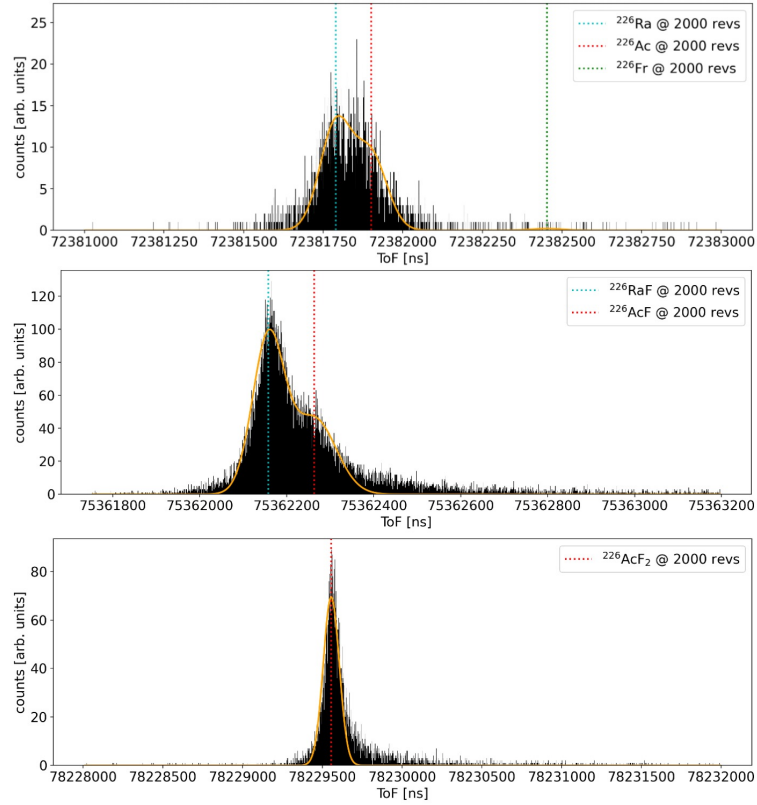 25
20
15
10
5
0
counts [arb. units]
²²⁶Ra @ 2000 revs
²²⁶Ac @ 2000 revs
²²⁶Fr @ 2000 revs
72381000 72381250 72381500 72381750 72382000 72382250 72382500 72382750 72383000
ToF [ns]
120
100
80
60
40
20
0
counts [arb. units]
²²⁶RaF @ 2000 revs
²²⁶AcF @ 2000 revs
75361800 75362000 75362200 75362400 75362600 75362800 75363000 75363200
ToF [ns]
80
60
40
20
0
counts [arb. units]
²²⁶AcF₂ @ 2000 revs
78228000 78228500 78229000 78229500 78230000 78230500 78231000 78231500 78232000
ToF [ns]